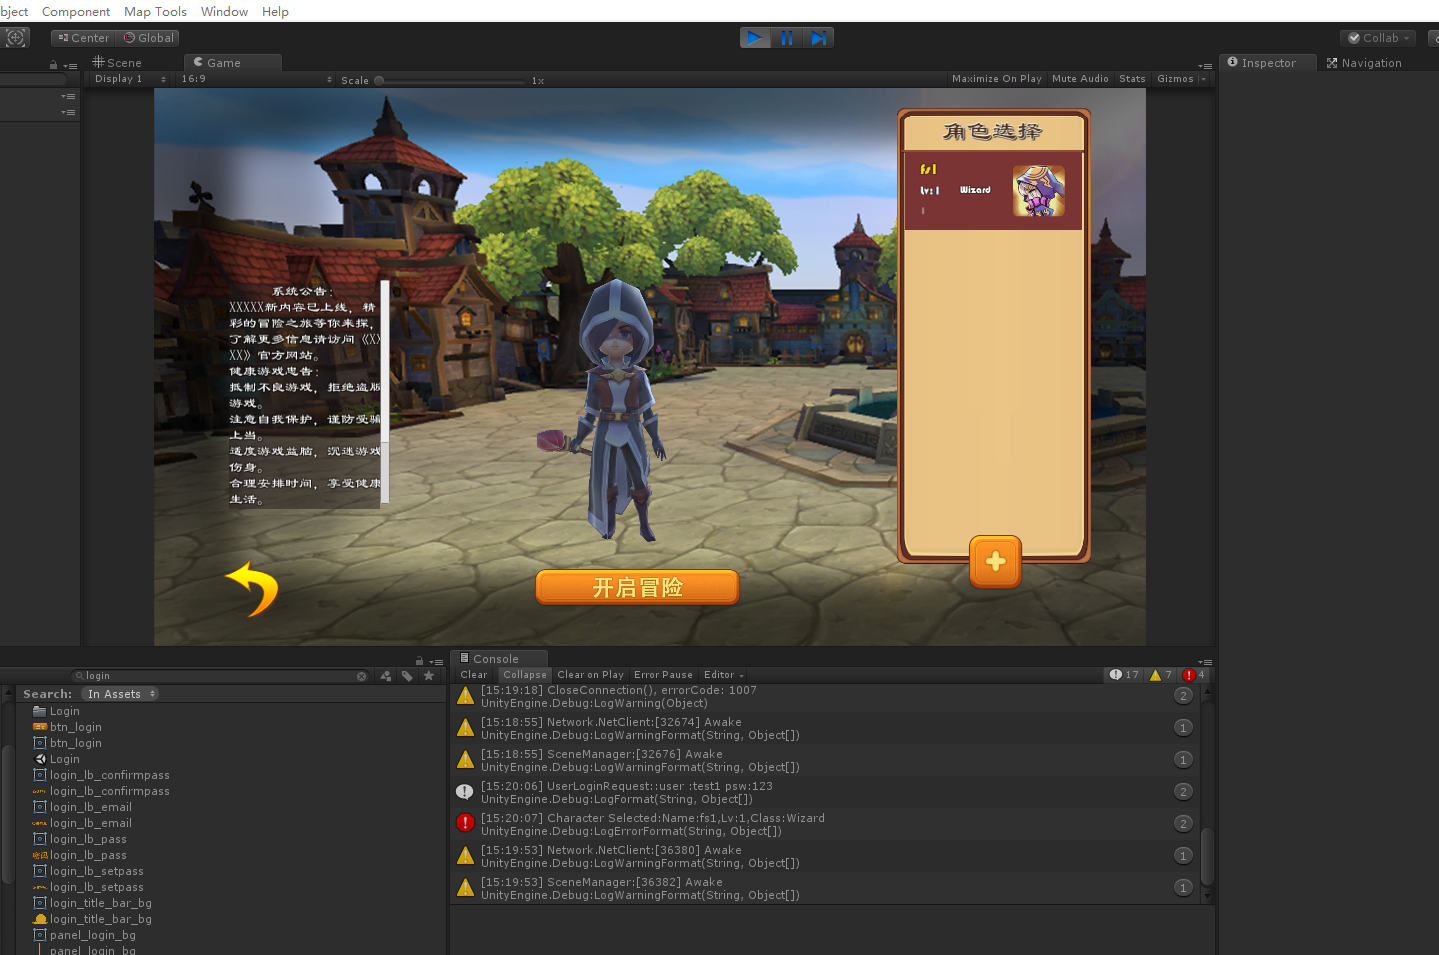 bject Component Map Tools Window Help
Center Global Collab
Scene Game Inspector Navigation
Display 1 16:9 Scale 1x Maximize On Play Mute Audio Stats Gizmos
角色选择
fs1
Lv:1 Wizard
系统公告:
XXXXX新内容已上线, 精
彩的冒险之旅等你来探,
了解更多信息请访问《XX
XX》官方网站。
健康游戏忠告:
抵制不良游戏, 拒绝盗版
游戏。
注意自我保护, 谨防受骗
上当。
适度游戏益脑, 沉迷游戏
伤身。
合理安排时间, 享受健康
生活。
开启冒险
login
Search: In Assets
Login
btn_login
btn_login
Login
login_lb_confirmpass
login_lb_confirmpass
login_lb_email
login_lb_email
login_lb_pass
login_lb_pass
login_lb_setpass
login_lb_setpass
login_title_bar_bg
login_title_bar_bg
panel_login_bg
panel_login_bg
Console
Clear Collapse Clear on Play Error Pause Editor 17 7 4
[15:19:18] CloseConnection(), errorCode: 1007 2
UnityEngine.Debug:LogWarning(Object)
[15:18:55] Network.NetClient:[32674] Awake 1
UnityEngine.Debug:LogWarningFormat(String, Object[])
[15:18:55] SceneManager:[32676] Awake 1
UnityEngine.Debug:LogWarningFormat(String, Object[])
[15:20:06] UserLoginRequest::user :test1 psw:123 2
UnityEngine.Debug:LogFormat(String, Object[])
[15:20:07] Character Selected:Name:fs1,Lv:1,Class:Wizard 2
UnityEngine.Debug:LogErrorFormat(String, Object[])
[15:19:53] Network.NetClient:[36380] Awake 1
UnityEngine.Debug:LogWarningFormat(String, Object[])
[15:19:53] SceneManager:[36382] Awake 1
UnityEngine.Debug:LogWarningFormat(String, Object[])